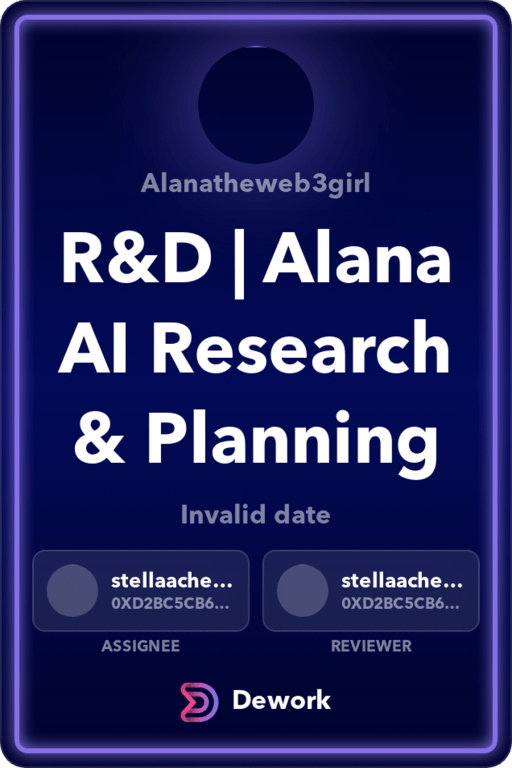 Alanatheweb3girl
R&D | Alana
AI Research
& Planning
Invalid date
stellaache...
0XD2BC5CB6...
ASSIGNEE
stellaache...
0XD2BC5CB6...
REVIEWER
Dework